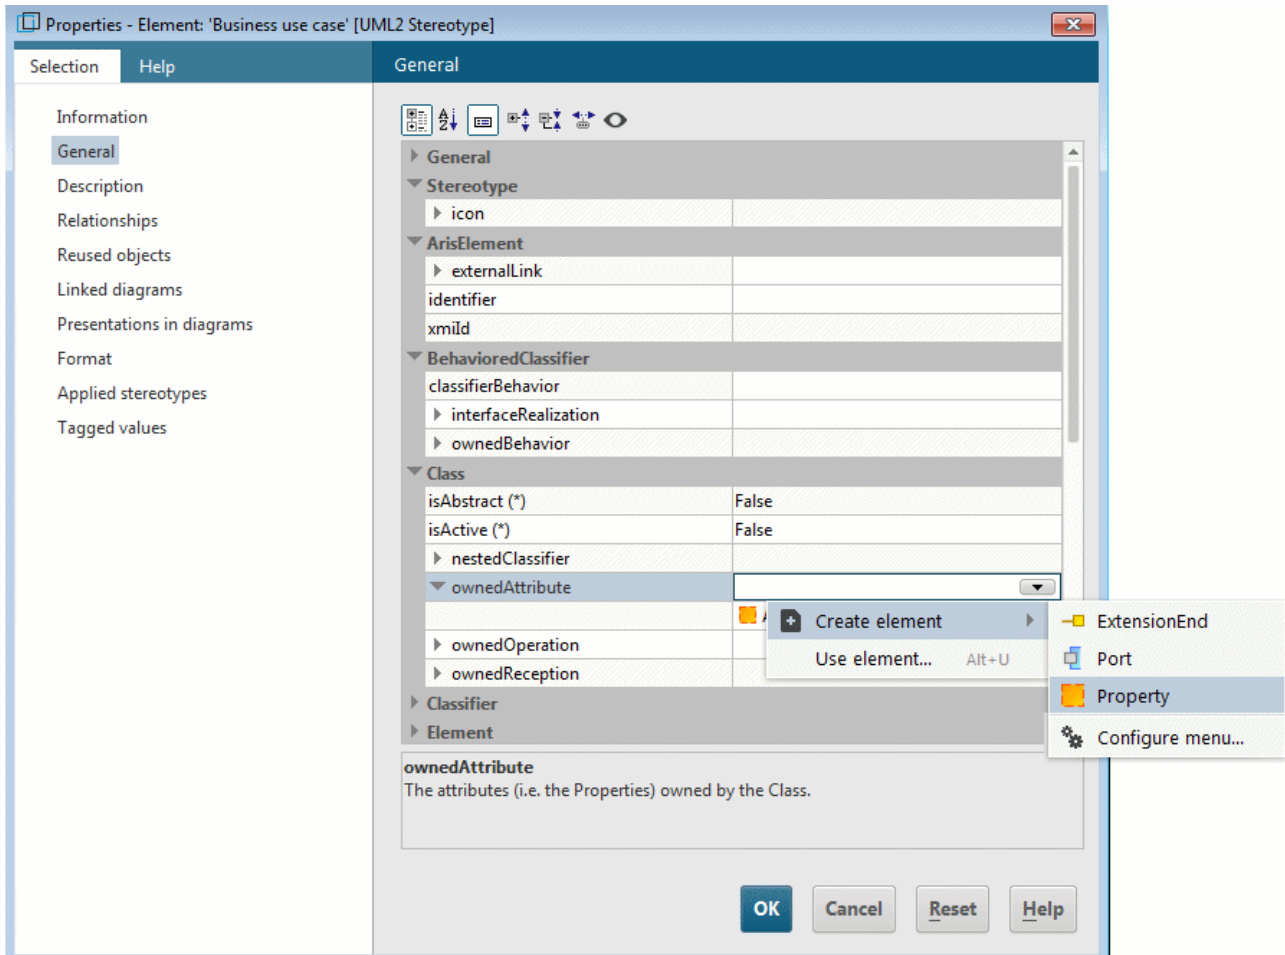 Properties - Element: 'Business use case' [UML2 Stereotype]
Selection
Help
General
Information
General
Description
Relationships
Reused objects
Linked diagrams
Presentations in diagrams
Format
Applied stereotypes
Tagged values
General
Stereotype
icon
ArisElement
externalLink
identifier
xmiId
BehavioredClassifier
classifierBehavior
interfaceRealization
ownedBehavior
Class
isAbstract (*) False
isActive (*) False
nestedClassifier
ownedAttribute
ownedOperation
ownedReception
Classifier
Element
Create element
Use element... Alt+U
ExtensionEnd
Port
Property
Configure menu...
ownedAttribute
The attributes (i.e. the Properties) owned by the Class.
OK Cancel Reset Help